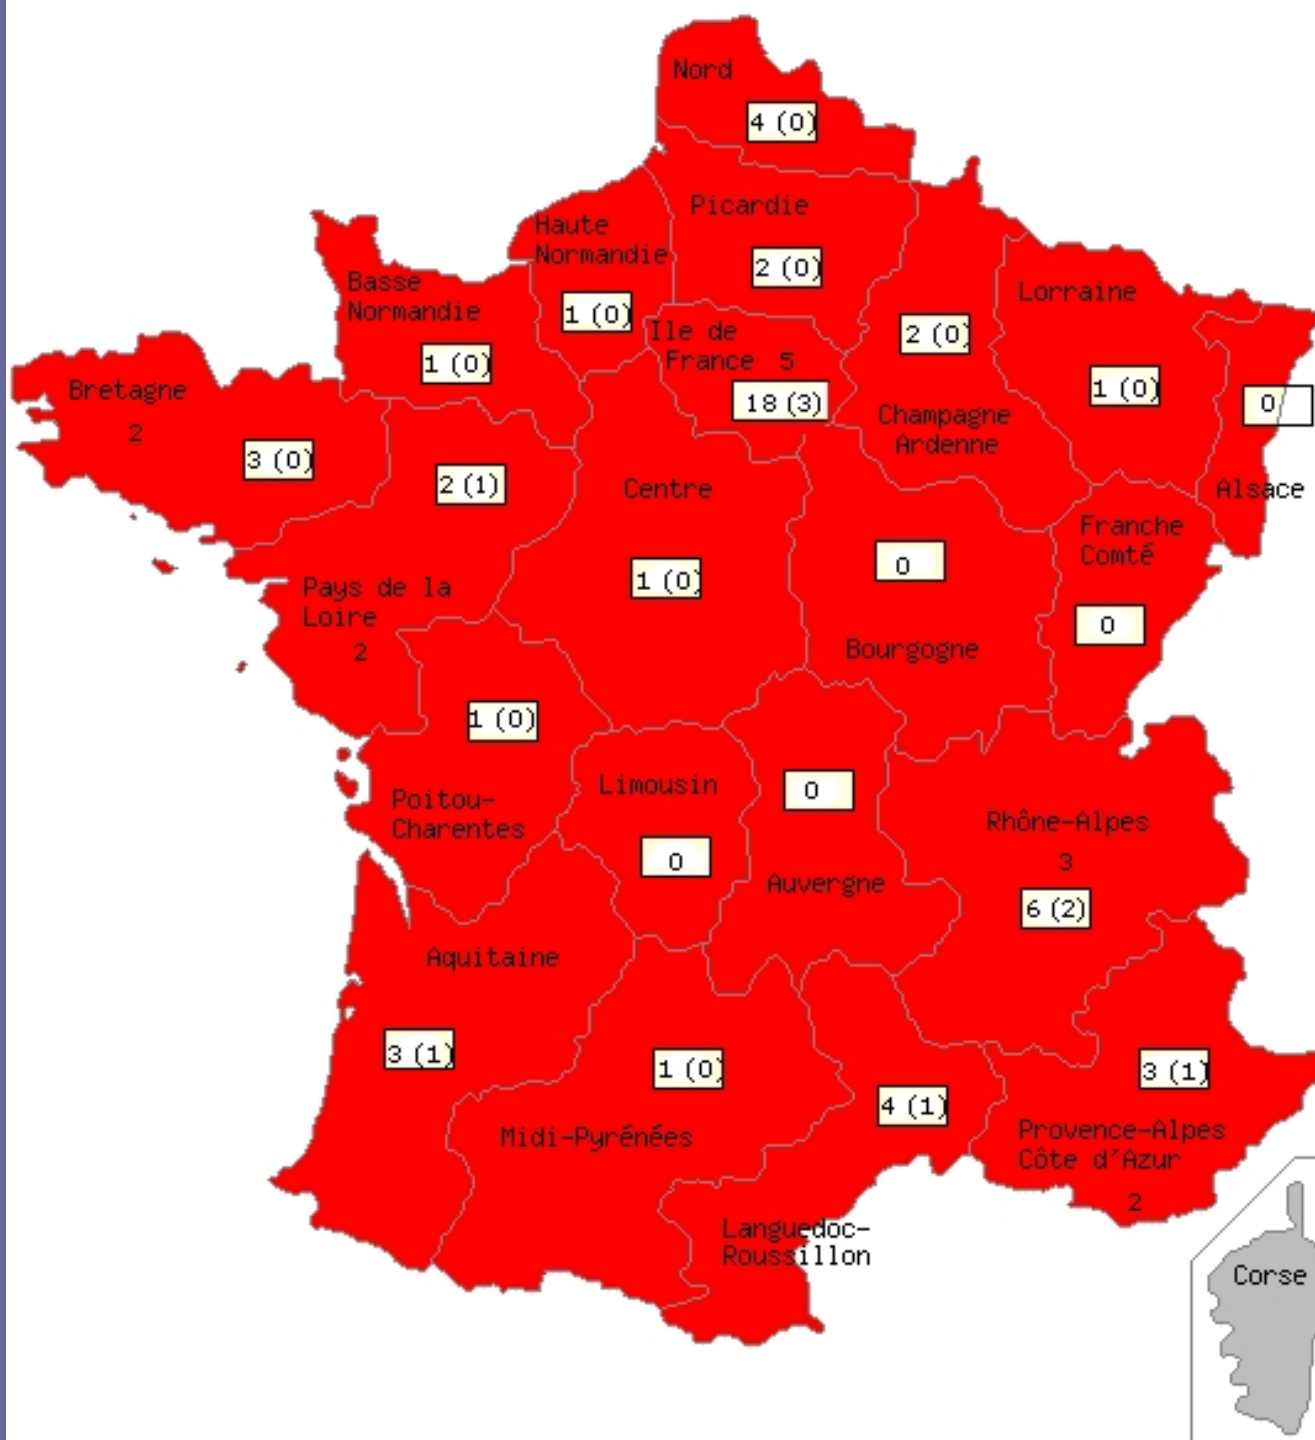 Nord
4 (0)
Picardie
2 (0)
Haute
Normandie
1 (0)
Basse
Normandie
1 (0)
Ile de
France 5
18 (3)
2 (0)
Champagne
Ardenne
Lorraine
1 (0)
0
Alsace
Bretagne
2
3 (0)
2 (1)
Pays de la
Loire
2
Centre
1 (0)
0
Bourgogne
Franche
Comté
0
1 (0)
Poitou-
Charentes
Limousin
0
0
Auvergne
Rhône-Alpes
3
6 (2)
Aquitaine
3 (1)
1 (0)
Midi-Pyrénées
4 (1)
Languedoc-
Roussillon
3 (1)
Provence-Alpes
Côte d'Azur
2
Corse